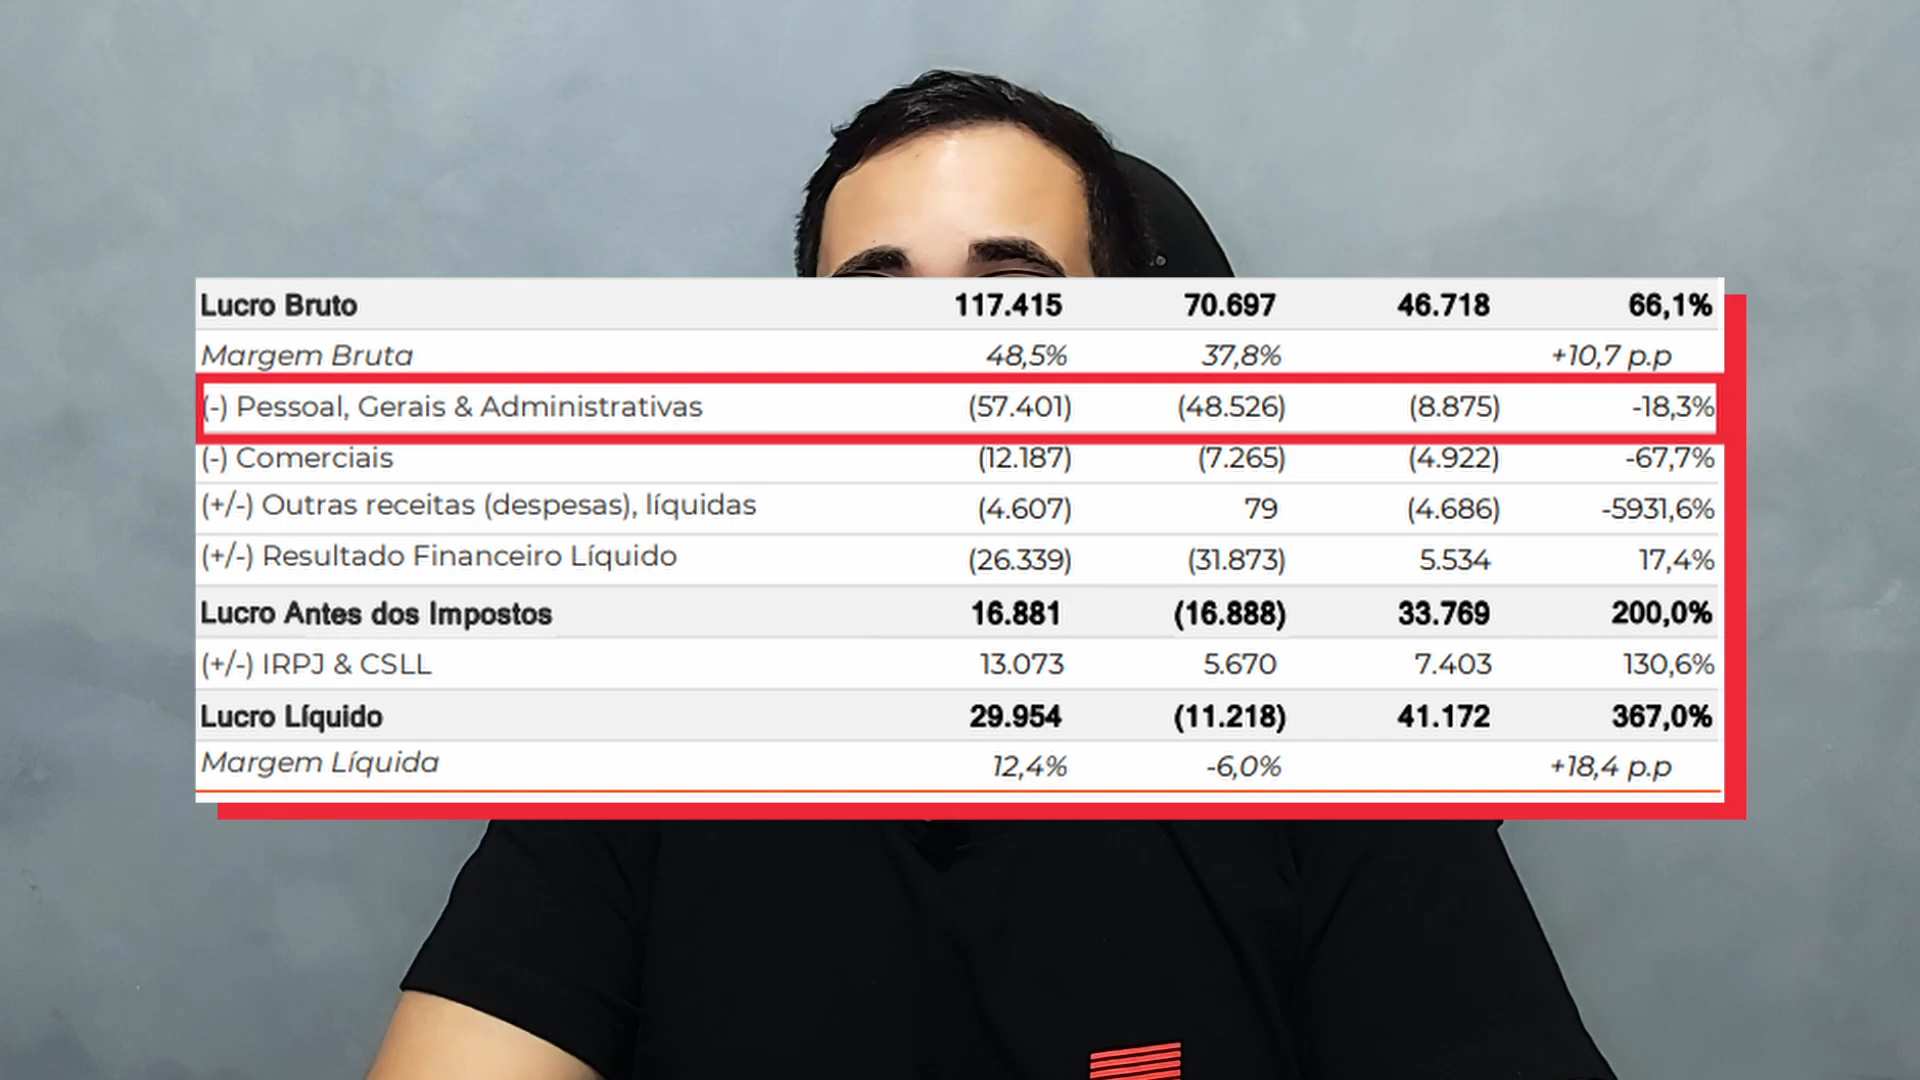 Lucro Bruto 117.415 70.697 46.718 66,1%
Margem Bruta 48,5% 37,8% +10,7 p.p
(-) Pessoal, Gerais & Administrativas (57.401) (48.526) (8.875) -18,3%
(-) Comerciais (12.187) (7.265) (4.922) -67,7%
(+/-) Outras receitas (despesas), líquidas (4.607) 79 (4.686) -5931,6%
(+/-) Resultado Financeiro Líquido (26.339) (31.873) 5.534 17,4%
Lucro Antes dos Impostos 16.881 (16.888) 33.769 200,0%
(+/-) IRPJ & CSLL 13.073 5.670 7.403 130,6%
Lucro Líquido 29.954 (11.218) 41.172 367,0%
Margem Líquida 12,4% -6,0% +18,4 p.p